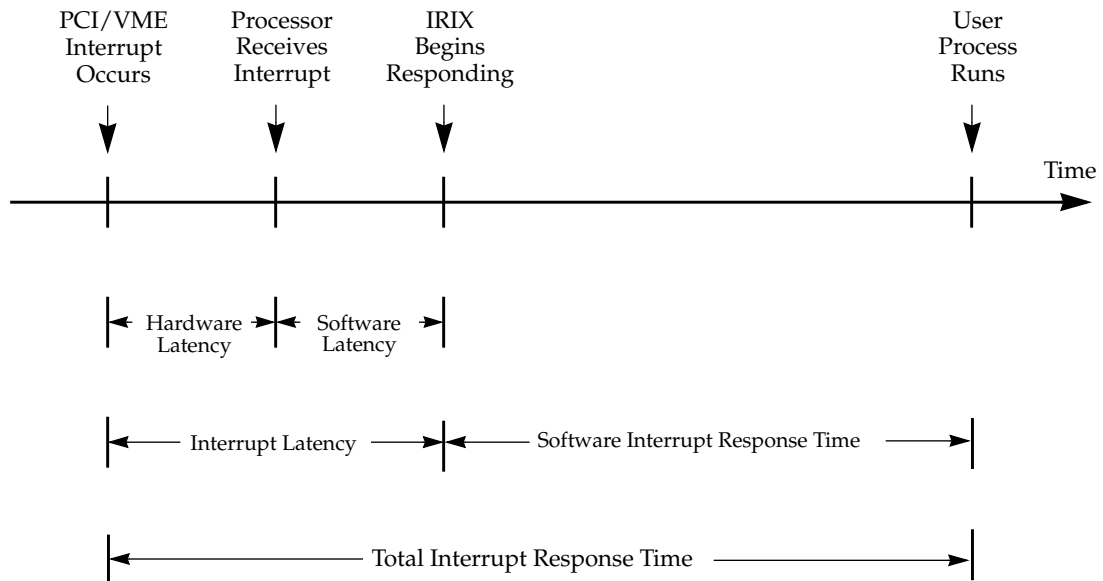 PCI/VME
Interrupt
Occurs
Processor
Receives
Interrupt
IRIX
Begins
Responding
User
Process
Runs
Time
Hardware
Latency
Software
Latency
Interrupt Latency
Software Interrupt Response Time
Total Interrupt Response Time